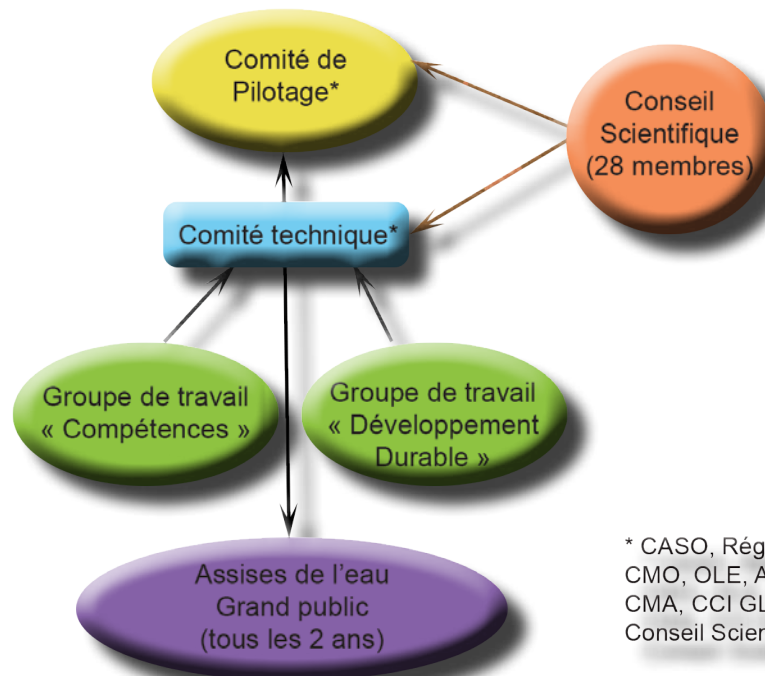 Comité de
Pilotage*
Conseil
Scientifique
(28 membres)
Comité technique*
Groupe de travail
« Compétences »
Groupe de travail
« Développement
Durable »
Assises de l’eau
Grand public
(tous les 2 ans)
* CASO, Rég
CMO, OLE, A
CMA, CCI GL
Conseil Scien